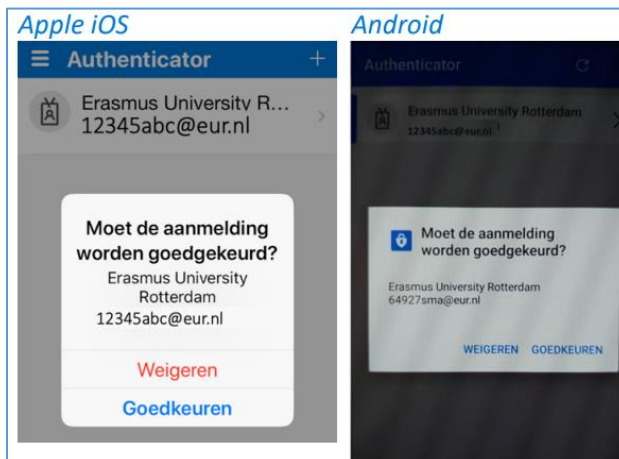 Apple iOS
Authenticator
Erasmus University R...
12345abc@eur.nl
Moet de aanmelding
worden goedgekeurd?
Erasmus University
Rotterdam
12345abc@eur.nl
Weigeren
Goedkeuren
Android
Authenticator
Erasmus University Rotterdam
12345abc@eur.nl
Moet de aanmelding
worden goedgekeurd?
Erasmus University Rotterdam
64927sma@eur.nl
WEIGEREN GOEDKEUREN